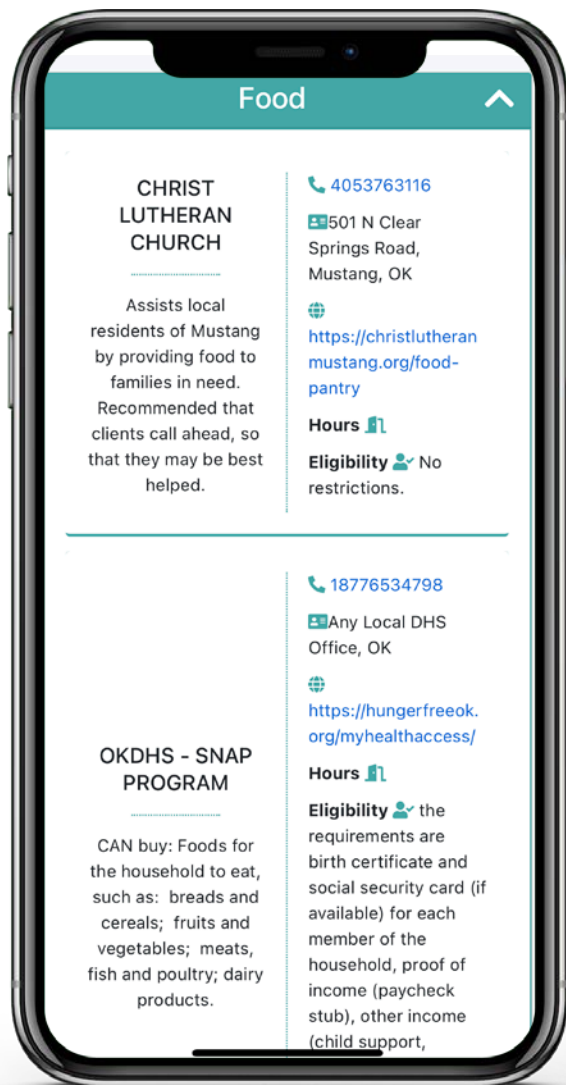 Food
CHRIST
LUTHERAN
CHURCH
Assists local
residents of Mustang
by providing food to
families in need.
Recommended that
clients call ahead, so
that they may be best
helped.
4053763116
501 N Clear
Springs Road,
Mustang, OK
https://christlutheran
mustang.org/food-
pantry
Hours
Eligibility No
restrictions.
OKDHS - SNAP
PROGRAM
CAN buy: Foods for
the household to eat,
such as:  breads and
cereals;  fruits and
vegetables;  meats,
fish and poultry; dairy
products.
18776534798
Any Local DHS
Office, OK
https://hungerfreeok.
org/myhealthaccess/
Hours
Eligibility the
requirements are
birth certificate and
social security card (if
available) for each
member of the
household, proof of
income (paycheck
stub), other income
(child support,